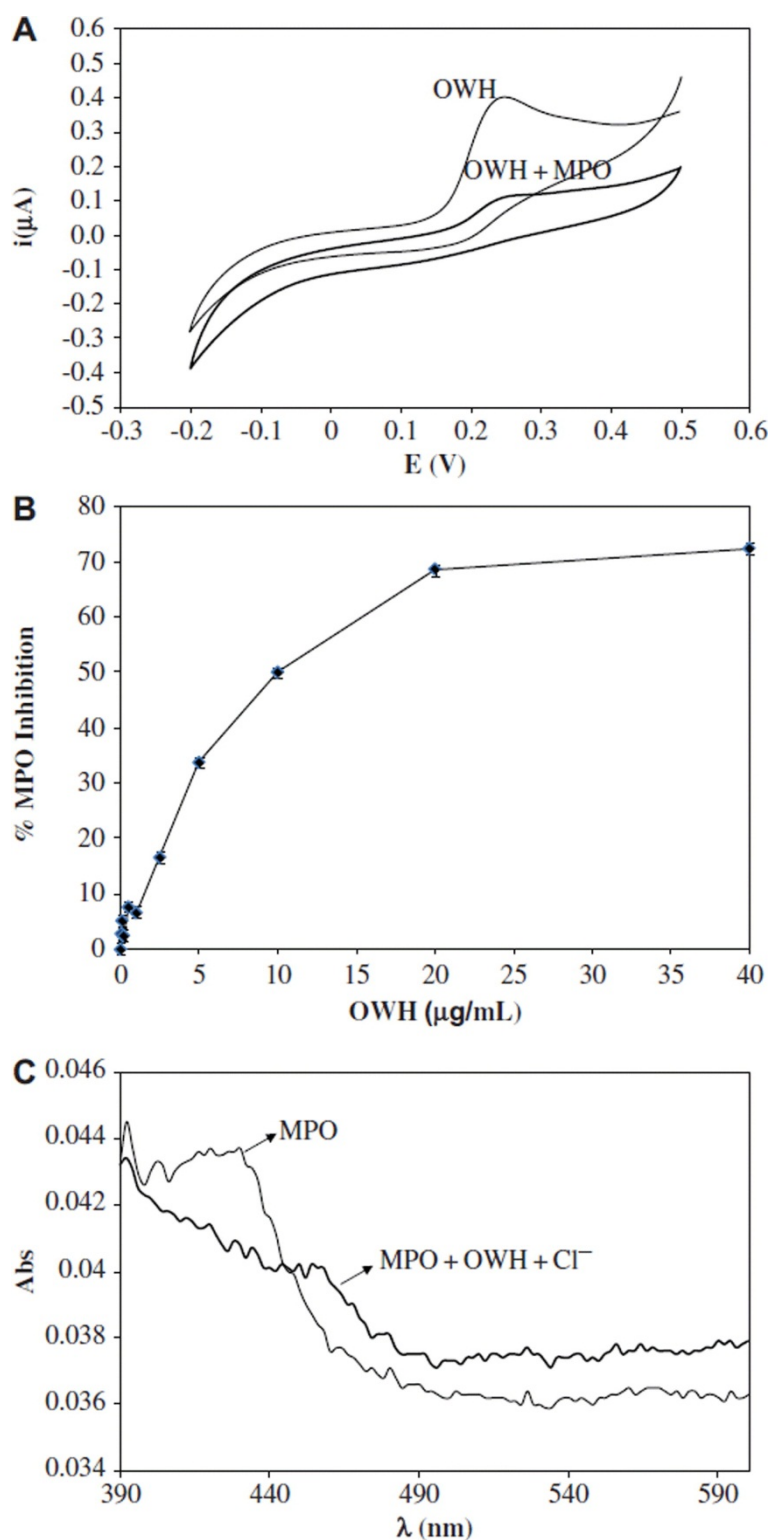 A
0.6
0.5
0.4
0.3
0.2
0.1
0.0
-0.1
-0.2
-0.3
-0.4
-0.5
i(μA)
OWH
OWH + MPO
-0.3 -0.2 -0.1 0 0.1 0.2 0.3 0.4 0.5 0.6
E (V)
B
80
70
60
50
40
30
20
10
0
% MPO Inhibition
0 5 10 15 20 25 30 35 40
OWH (μg/mL)
C
0.046
0.044
0.042
0.04
0.038
0.036
0.034
Abs
MPO
MPO + OWH + Cl⁻
390 440 490 540 590
λ (nm)